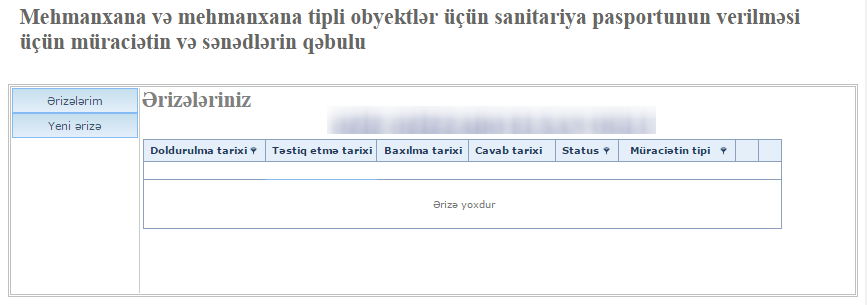 Mehmanxana və mehmanxana tipli obyektlər üçün sanitariya pasportunun verilməsi
üçün müraciətin və sənədlərin qəbulu
Ərizələrim
Yeni ərizə
Ərizələriniz
Doldurulma tarixi Təstiq etmə tarixi Baxılma tarixi Cavab tarixi Status Müraciətin tipi
Ərizə yoxdur